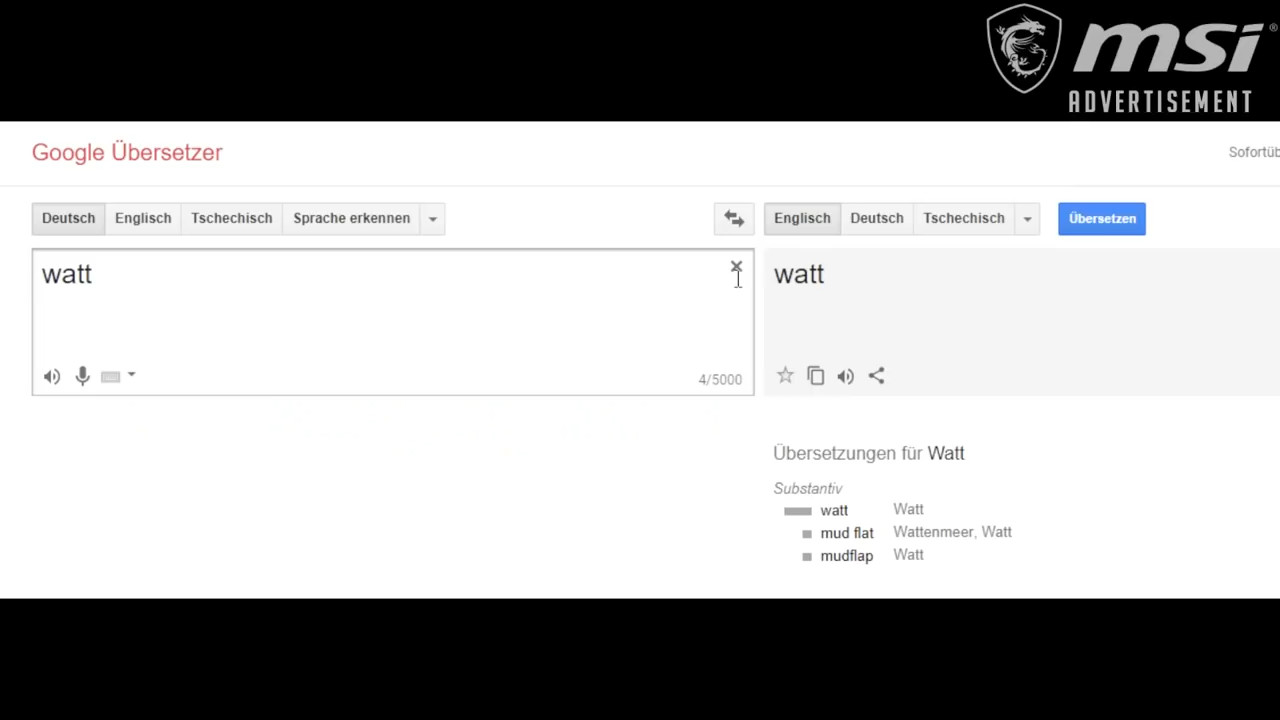 msi
ADVERTISEMENT
Google Übersetzer
Sofortüb
Deutsch Englisch Tschechisch Sprache erkennen
Englisch Deutsch Tschechisch Übersetzen
watt
watt
4/5000
Übersetzungen für Watt
Substantiv
watt Watt
mud flat Wattenmeer, Watt
mudflap Watt